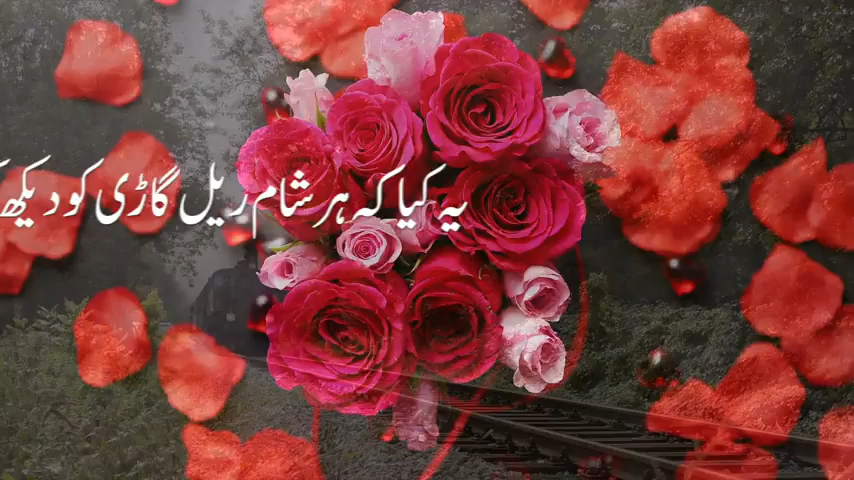 یہ کیا کہ ہر شام ریل گاڑی کو دیکھ